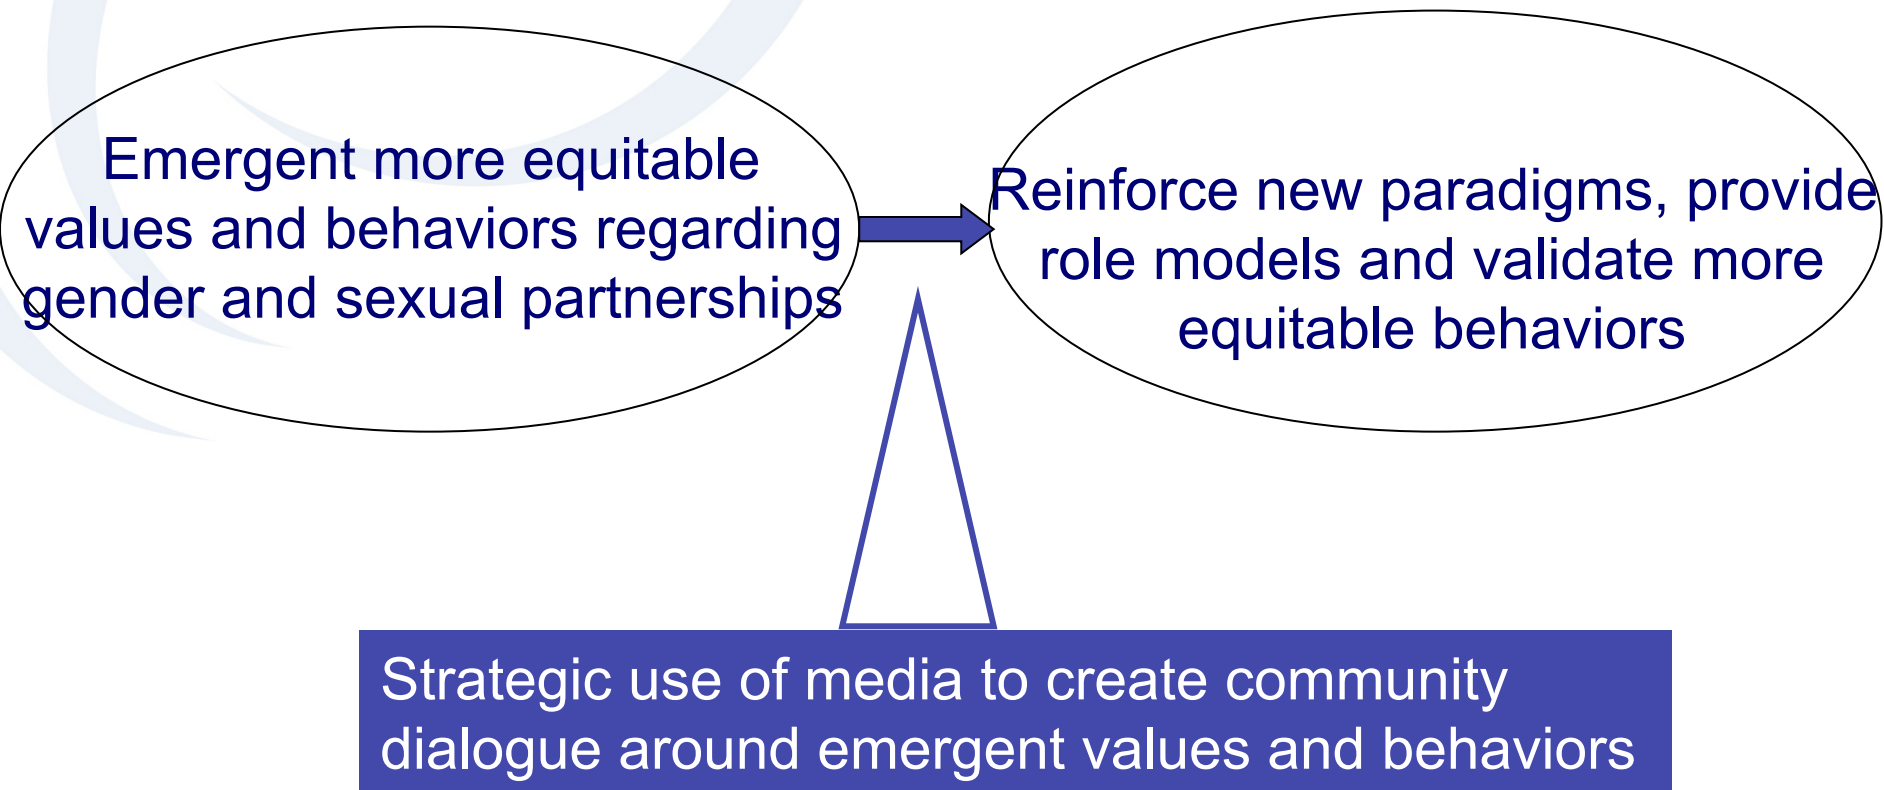 Emergent more equitable
values and behaviors regarding
gender and sexual partnerships
Reinforce new paradigms, provide
role models and validate more
equitable behaviors
Strategic use of media to create community
dialogue around emergent values and behaviors